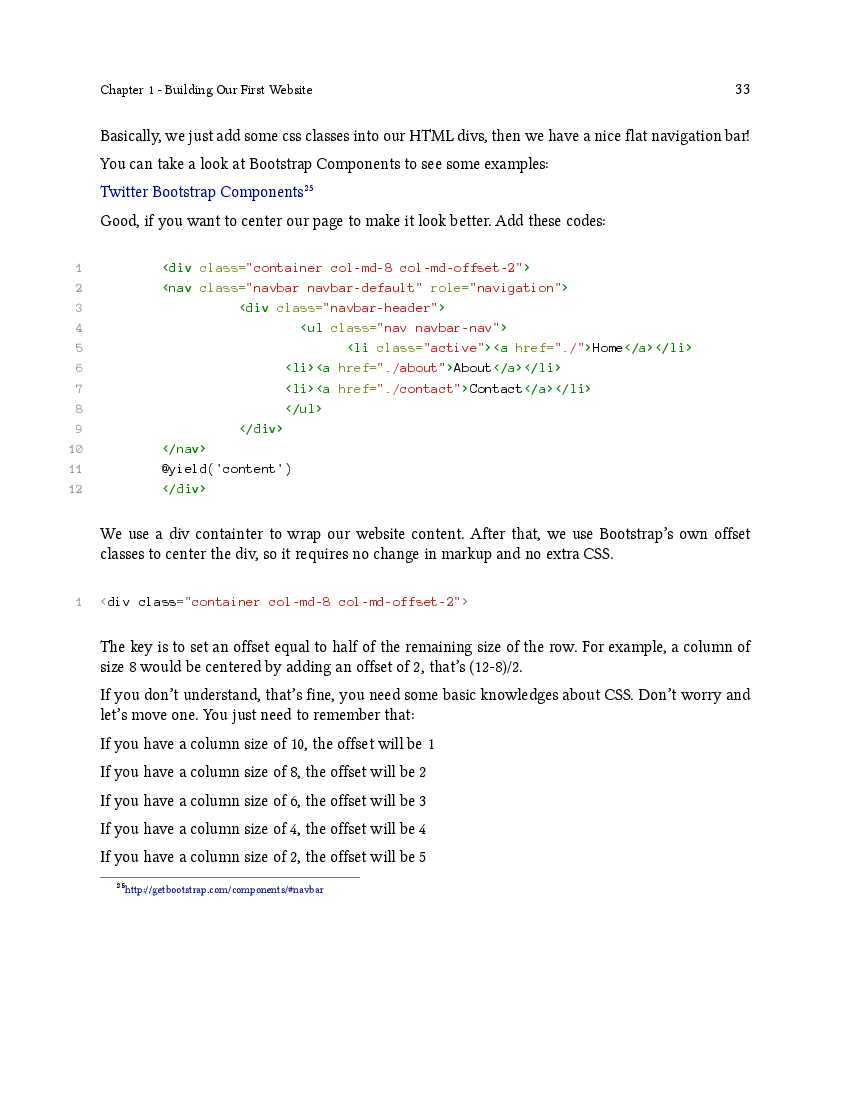 Chapter 1 - Building Our First Website 33
Basically, we just add some css classes into our HTML divs, then we have a nice flat navigation bar!
You can take a look at Bootstrap Components to see some examples:
Twitter Bootstrap Components25
Good, if you want to center our page to make it look better. Add these codes:
1 <div class="container col-md-8 col-md-offset-2">
2 <nav class="navbar navbar-default" role="navigation">
3 <div class="navbar-header">
4 <ul class="nav navbar-nav">
5 <li class="active"><a href="./">Home</a></li>
6 <li><a href="./about">About</a></li>
7 <li><a href="./contact">Contact</a></li>
8 </ul>
9 </div>
10 </nav>
11 @yield('content')
12 </div>
We use a div containter to wrap our website content. After that, we use Bootstrap’s own offset
classes to center the div, so it requires no change in markup and no extra CSS.
1 <div class="container col-md-8 col-md-offset-2">
The key is to set an offset equal to half of the remaining size of the row. For example, a column of
size 8 would be centered by adding an offset of 2, that’s (12-8)/2.
If you don’t understand, that’s fine, you need some basic knowledges about CSS. Don’t worry and
let’s move one. You just need to remember that:
If you have a column size of 10, the offset will be 1
If you have a column size of 8, the offset will be 2
If you have a column size of 6, the offset will be 3
If you have a column size of 4, the offset will be 4
If you have a column size of 2, the offset will be 5
25http://getbootstrap.com/components/#navbar